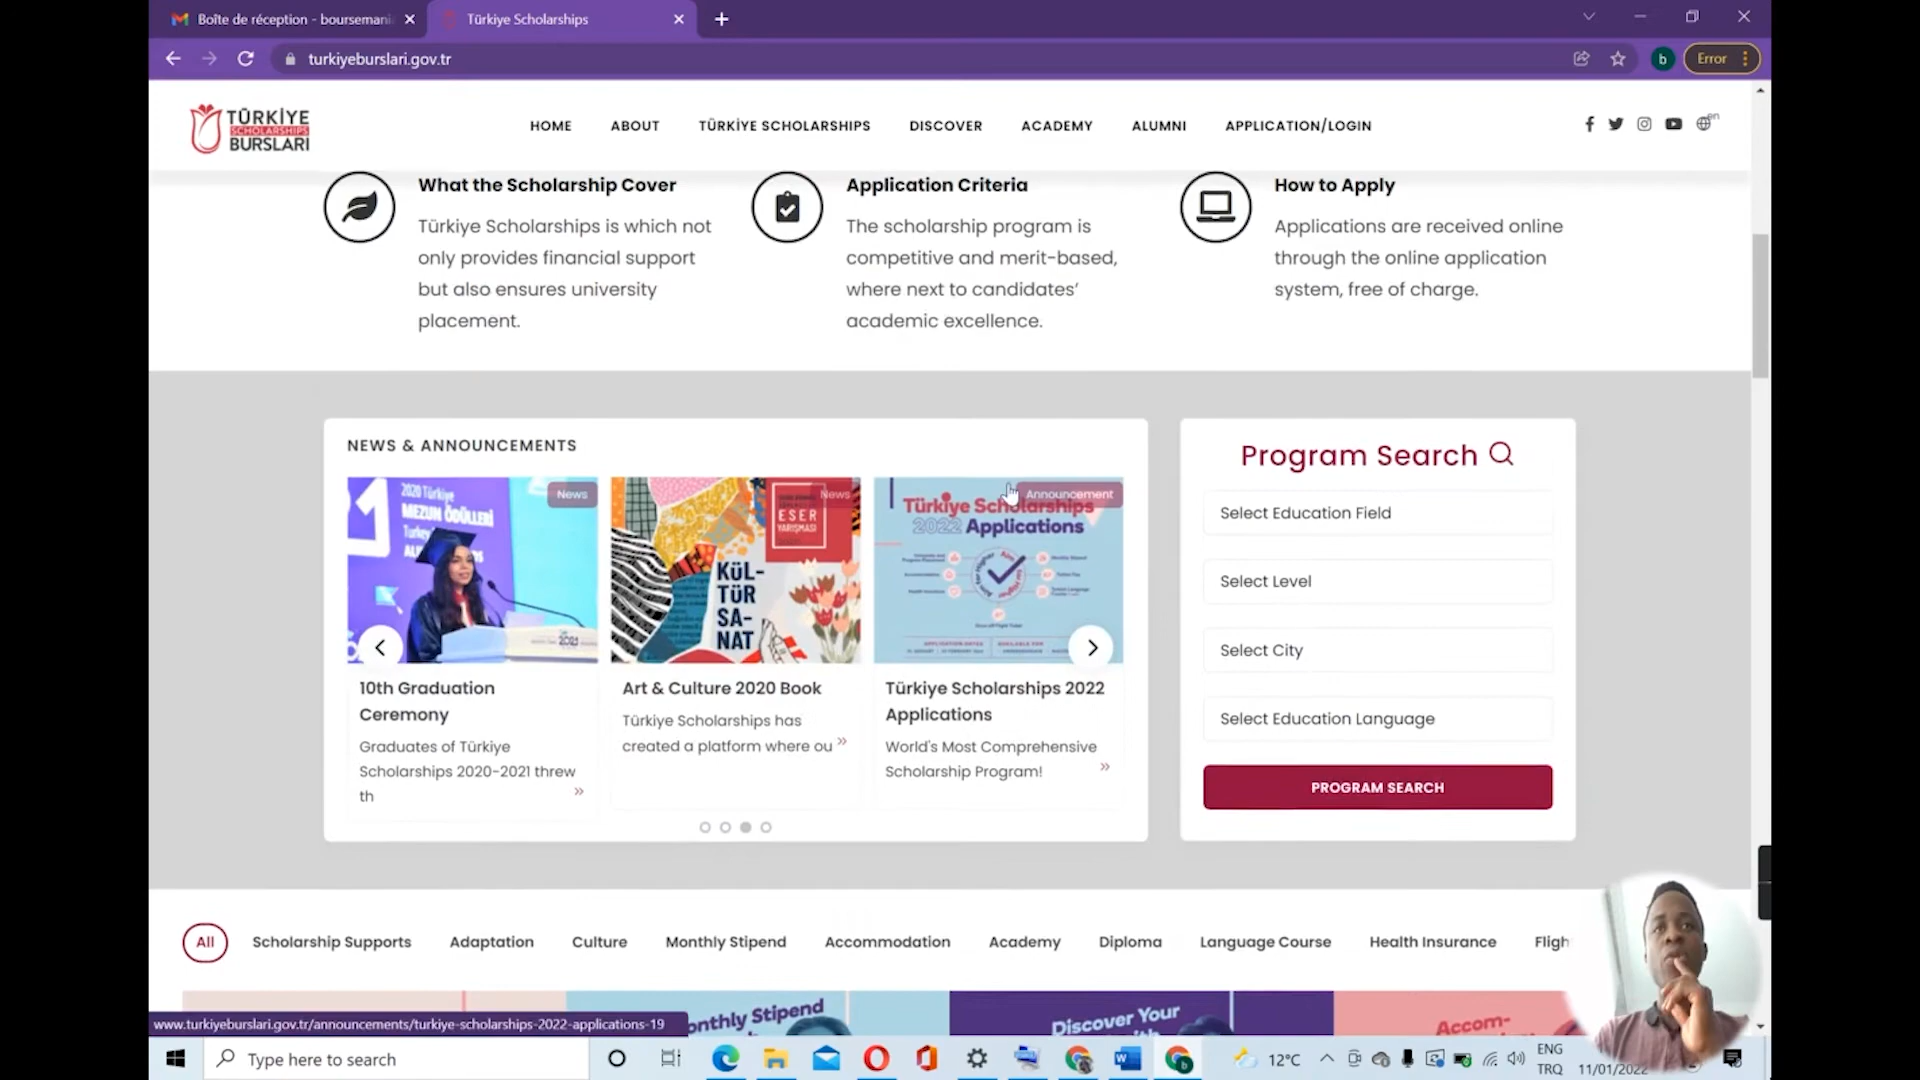 Boîte de réception - boursemani
Türkiye Scholarships
turkiyeburslari.gov.tr
b
Error
TÜRKİYE
SCHOLARSHIPS
BURSLARI
HOME
ABOUT
TÜRKİYE SCHOLARSHIPS
DISCOVER
ACADEMY
ALUMNI
APPLICATION/LOGIN
en
What the Scholarship Cover
Türkiye Scholarships is which not
only provides financial support
but also ensures university
placement.
Application Criteria
The scholarship program is
competitive and merit-based,
where next to candidates'
academic excellence.
How to Apply
Applications are received online
through the online application
system, free of charge.
NEWS & ANNOUNCEMENTS
2020 Türkiye
MEZUN ÖDÜLLERİ
News
2021
10th Graduation
Ceremony
Graduates of Türkiye
Scholarships 2020-2021 threw
th
»
News
ESER
YARIŞMASI
KÜL-
TÜR
SA-
NAT
Art & Culture 2020 Book
Türkiye Scholarships has
created a platform where ou »
Announcement
Türkiye Scholarships
2022 Applications
Türkiye Scholarships 2022
Applications
World's Most Comprehensive
Scholarship Program!
»
Program Search
Select Education Field
Select Level
Select City
Select Education Language
PROGRAM SEARCH
All
Scholarship Supports
Adaptation
Culture
Monthly Stipend
Accommodation
Academy
Diploma
Language Course
Health Insurance
Fligh
onthly Stipend
Discover Your
Accom-
www.turkiyeburslari.gov.tr/announcements/turkiye-scholarships-2022-applications-19
Type here to search
12°C
ENG
TRQ
11/01/2022